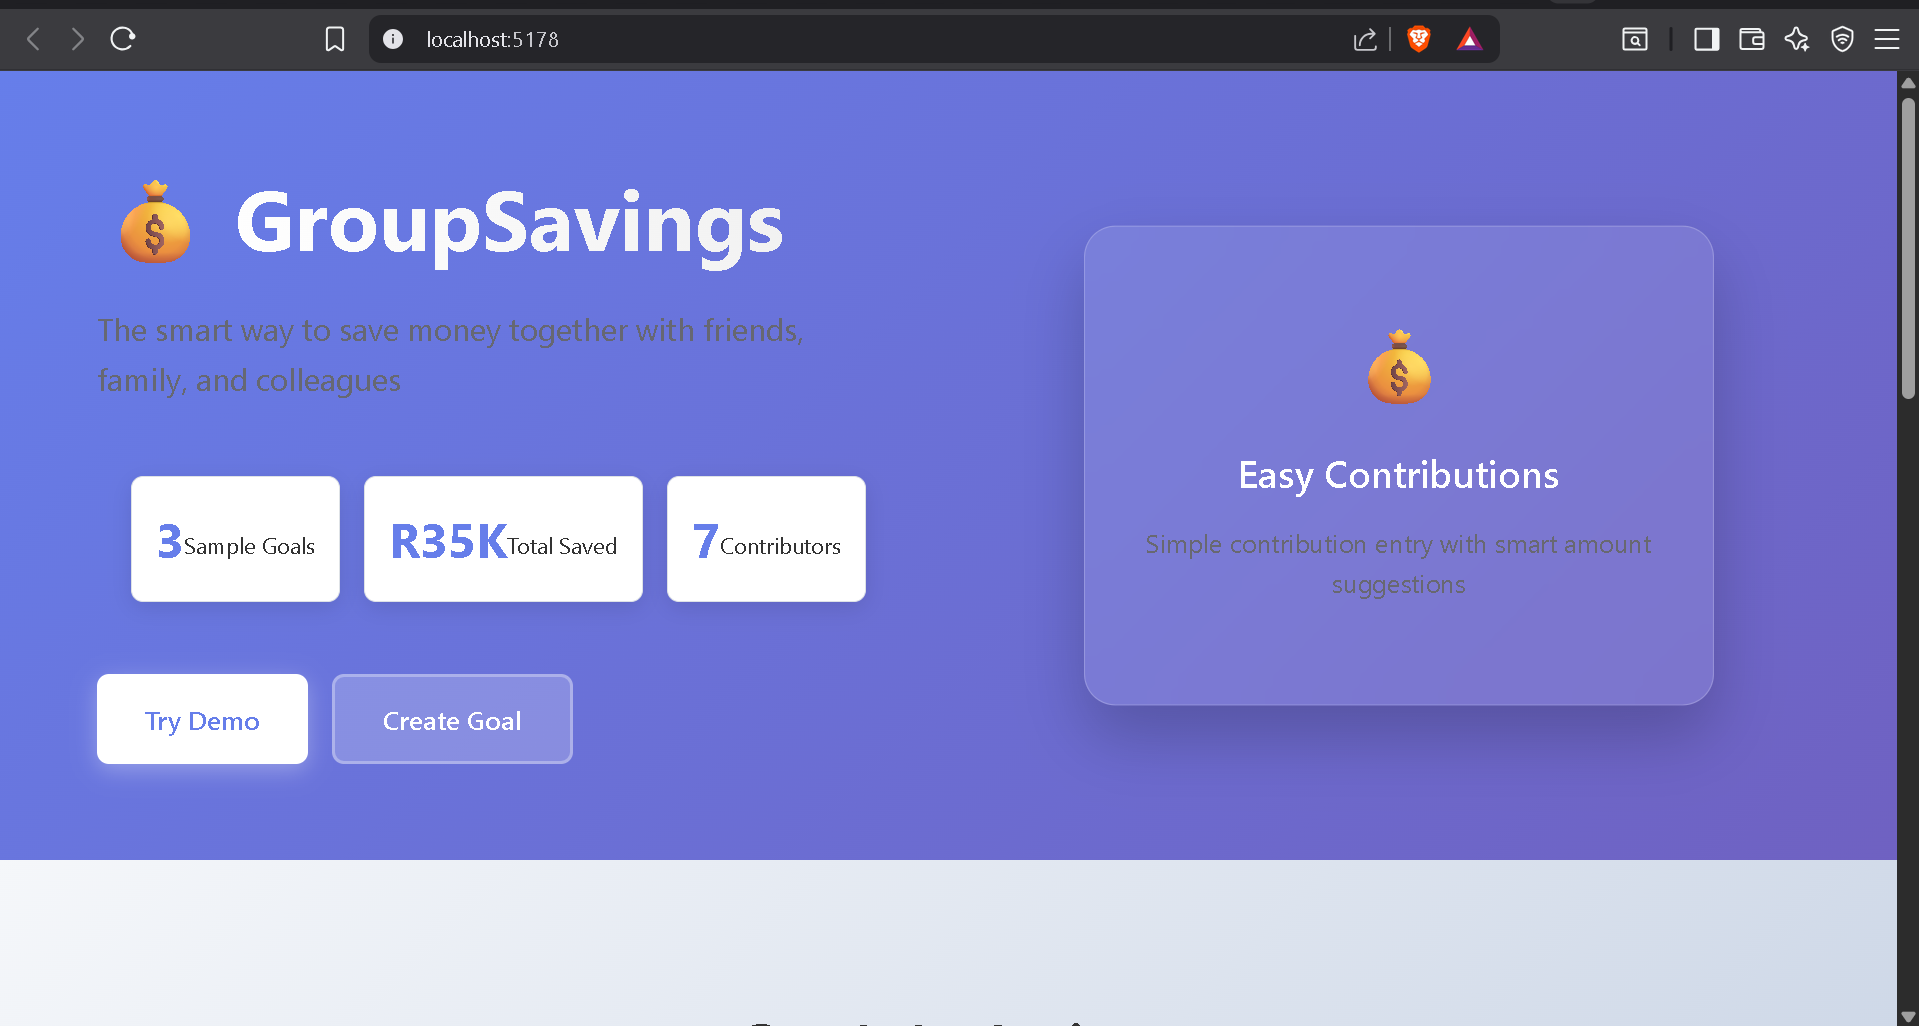 localhost:5178
GroupSavings
The smart way to save money together with friends,
family, and colleagues
3 Sample Goals
R35K Total Saved
7 Contributors
Try Demo
Create Goal
$
Easy Contributions
Simple contribution entry with smart amount
suggestions